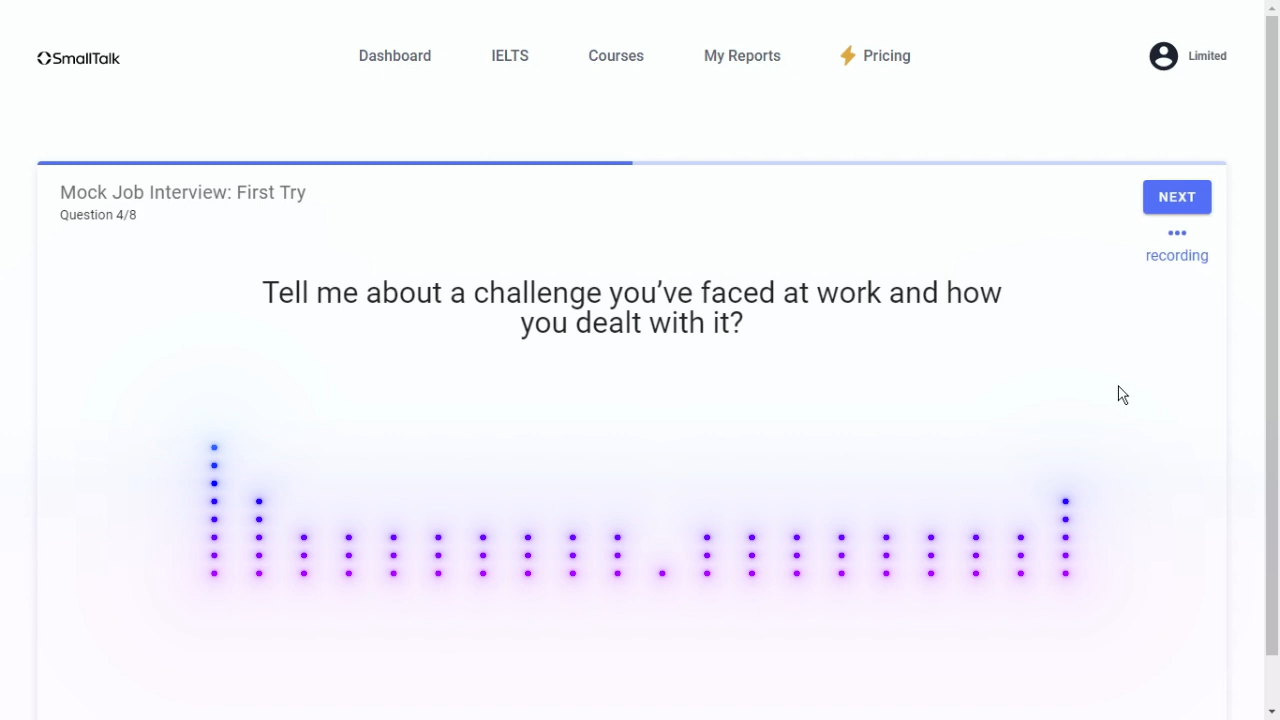 SmallTalk
Dashboard
IELTS
Courses
My Reports
Pricing
Limited
Mock Job Interview: First Try
Question 4/8
NEXT
recording
Tell me about a challenge you’ve faced at work and how
you dealt with it?